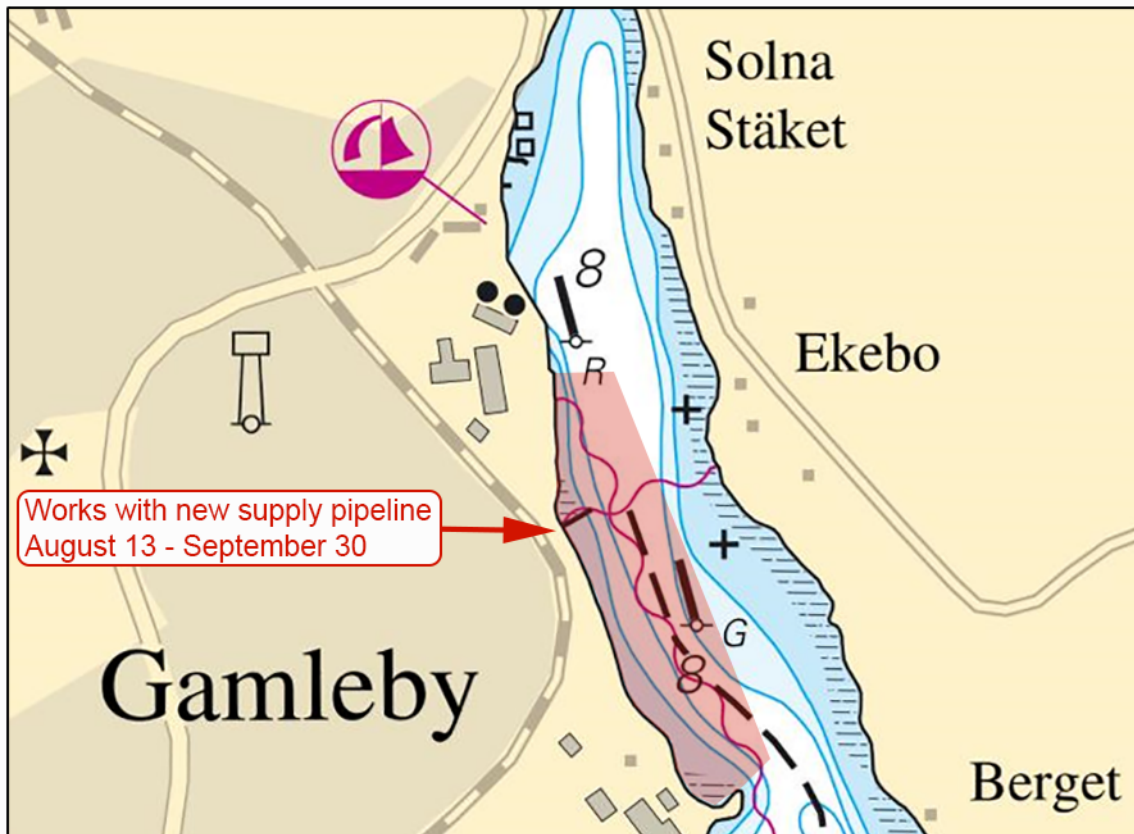 Solna
Stäket
8
R
Ekebo
Works with new supply pipeline
August 13 - September 30
G
8
Gamleby
Berget